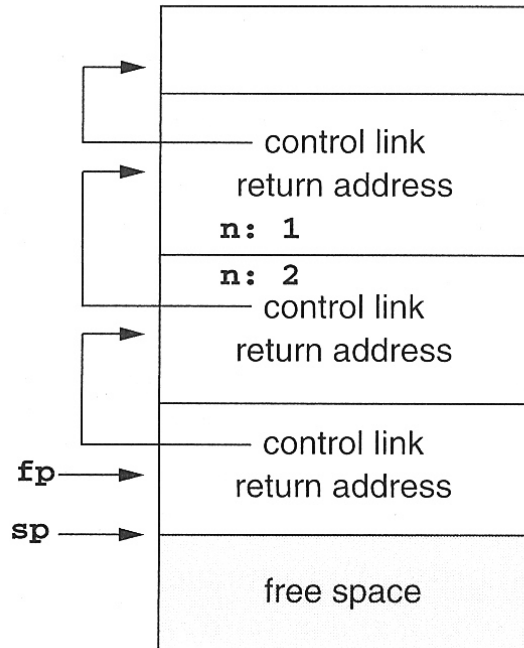 control link
return address
n: 1
n: 2
control link
return address
control link
fp
return address
sp
free space